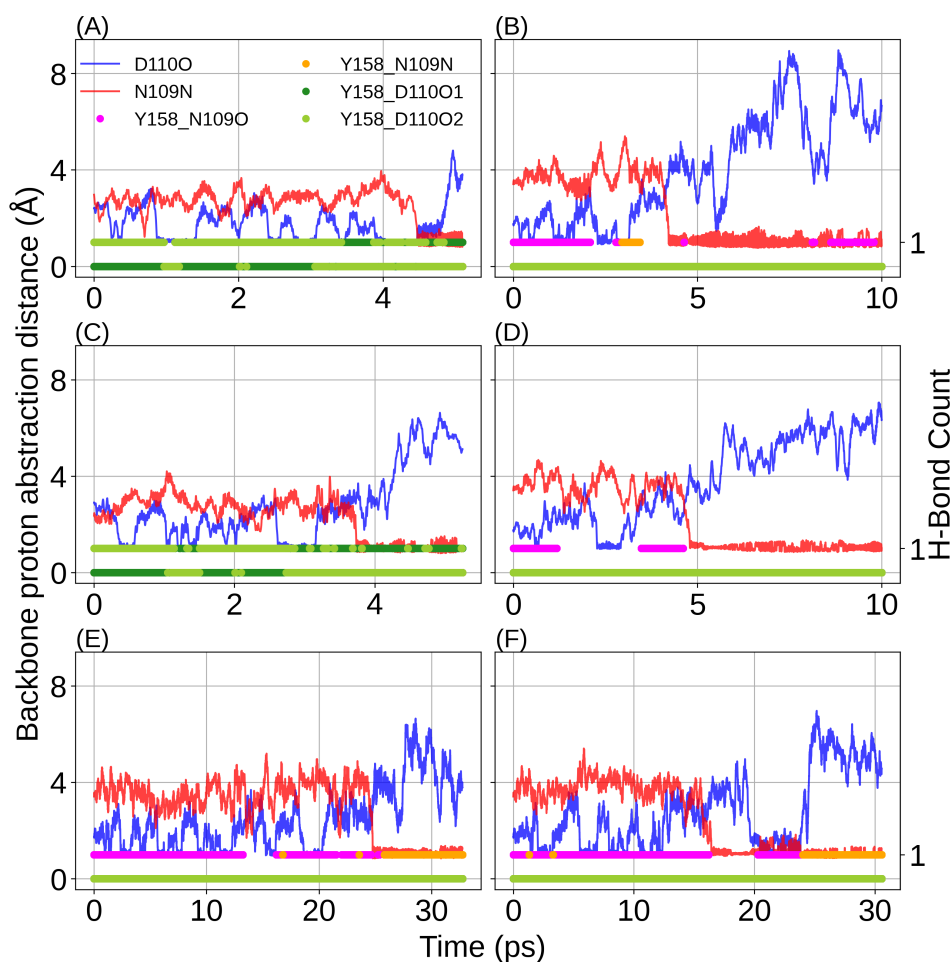 (A)
(B)
8
4
0
D110O
N109N
Y158_N109O
Y158_N109N
Y158_D110O1
Y158_D110O2
1
0
2
4
0
5
10
(C)
(D)
8
4
0
1
0
2
4
0
5
10
(E)
(F)
8
4
0
1
0
10
20
30
0
10
20
30
Backbone proton abstraction distance (Å)
H-Bond Count
Time (ps)